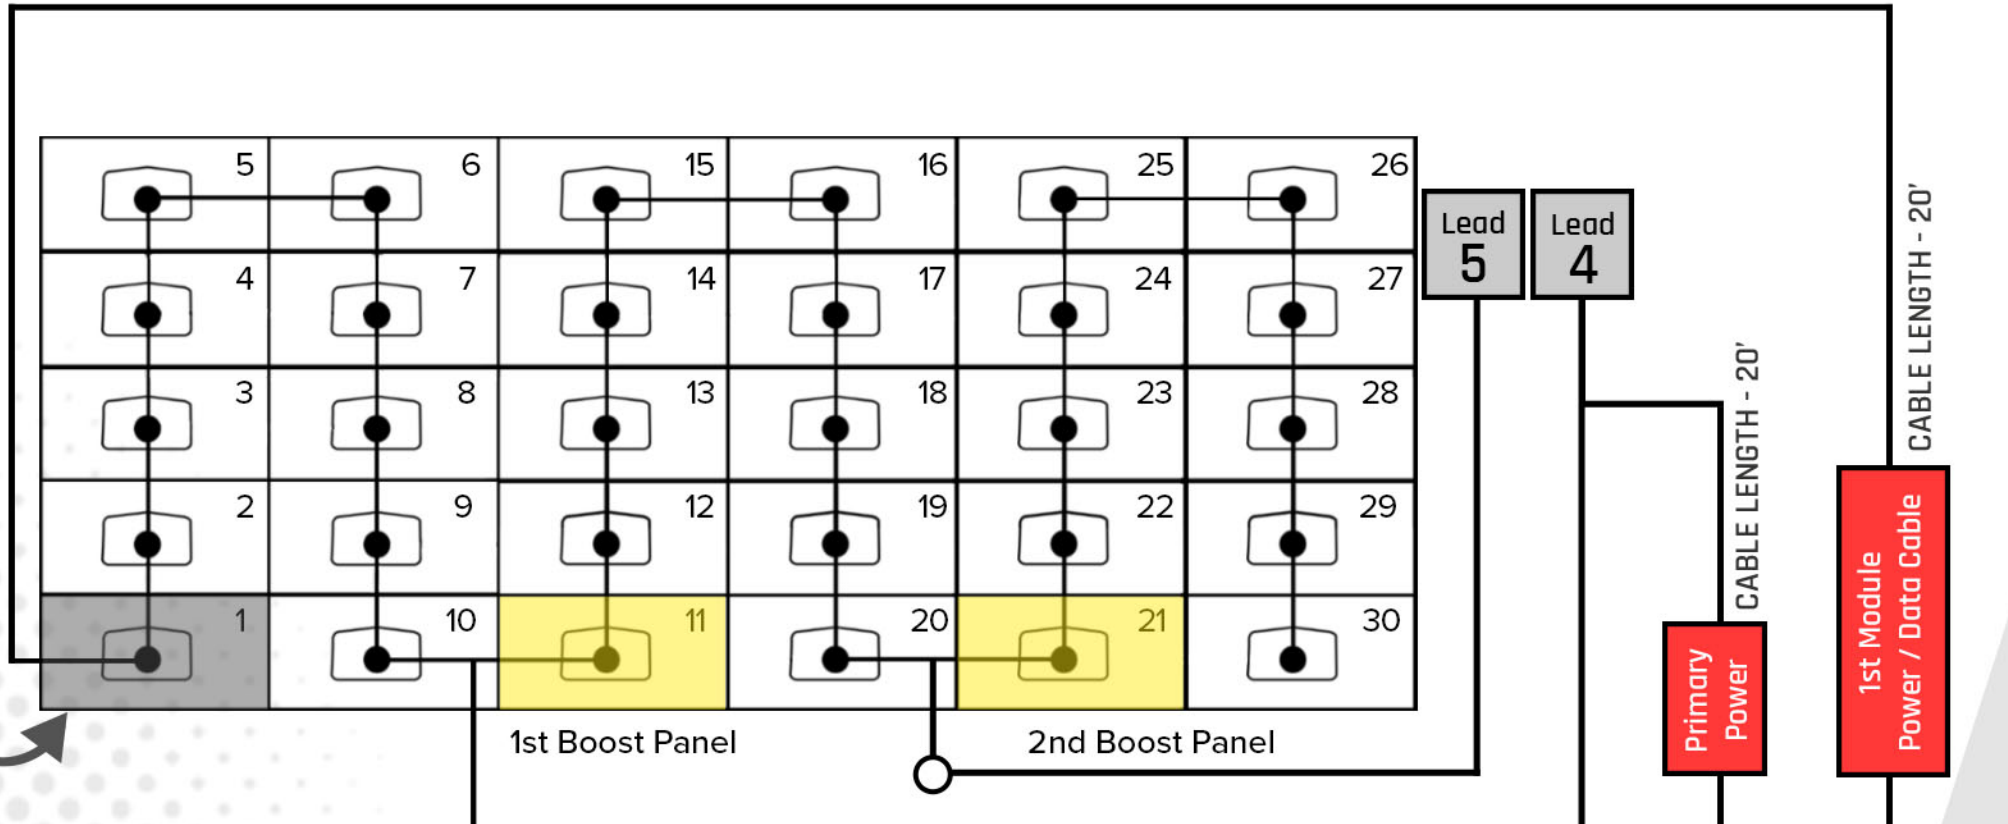 5 6 15 16 25 26
4 7 14 17 24 27
3 8 13 18 23 28
2 9 12 19 22 29
1 10 11 20 21 30
1st Boost Panel
2nd Boost Panel
Lead
5
Lead
4
CABLE LENGTH - 20'
Primary
Power
CABLE LENGTH - 20'
1st Module
Power / Data Cable